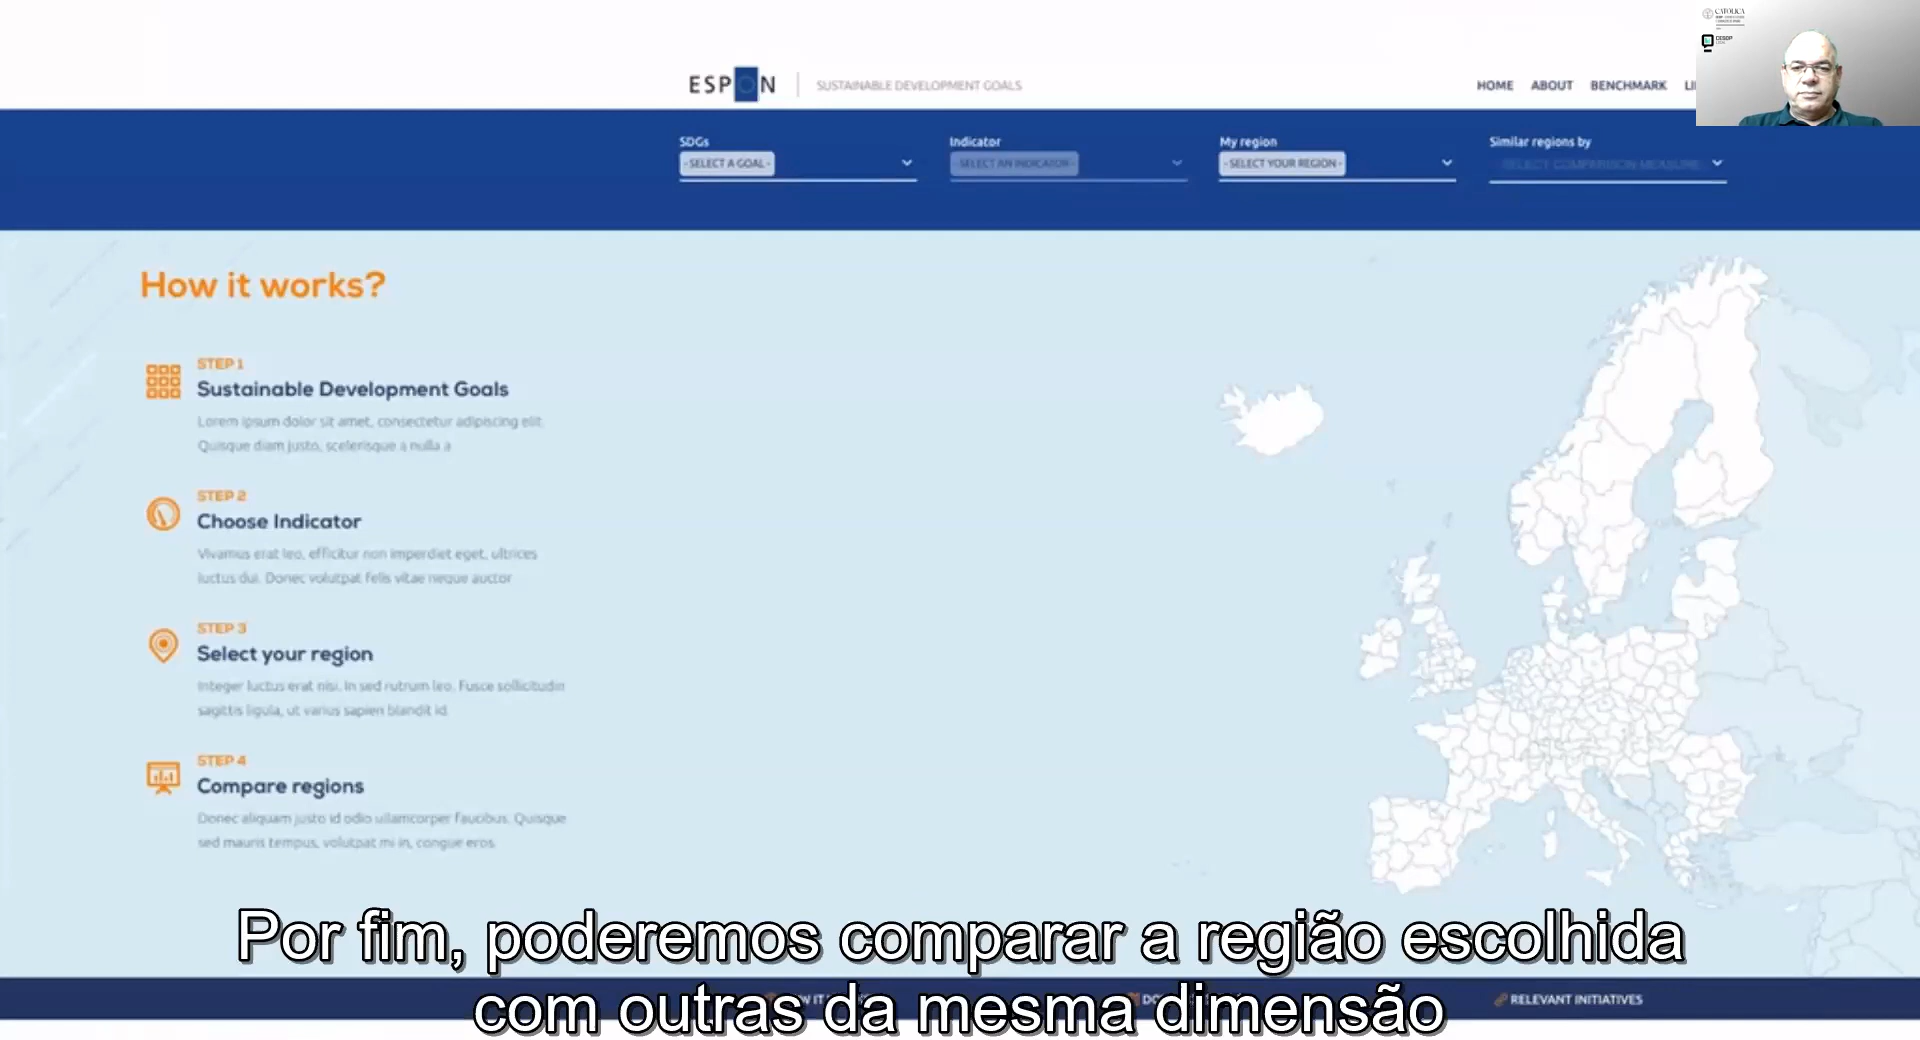 CATOLICA
CESOP
ESPON
SUSTAINABLE DEVELOPMENT GOALS
HOME ABOUT BENCHMARK
SDGs
- SELECT A GOAL -
Indicator
- SELECT AN INDICATOR -
My region
- SELECT YOUR REGION -
Similar regions by
SELECT COMPARISON MEASURE
How it works?
STEP 1
Sustainable Development Goals
Lorem ipsum dolor sit amet, consectetur adipiscing elit.
Quisque diam justo, scelerisque a nulla a
STEP 2
Choose Indicator
Vivamus erat leo, efficitur non imperdiet eget, ultrices
luctus dui. Donec volutpat felis vitae neque auctor
STEP 3
Select your region
Integer luctus erat nisi. In sed rutrum leo. Fusce sollicitudin
sagittis ligula, ut varius sapien blandit id.
STEP 4
Compare regions
Donec aliquam justo id odio ullamcorper faucibus. Quisque
sed mauris tempus, volutpat mi in, congue eros.
RELEVANT INITIATIVES
Por fim, poderemos comparar a região escolhida
com outras da mesma dimensão